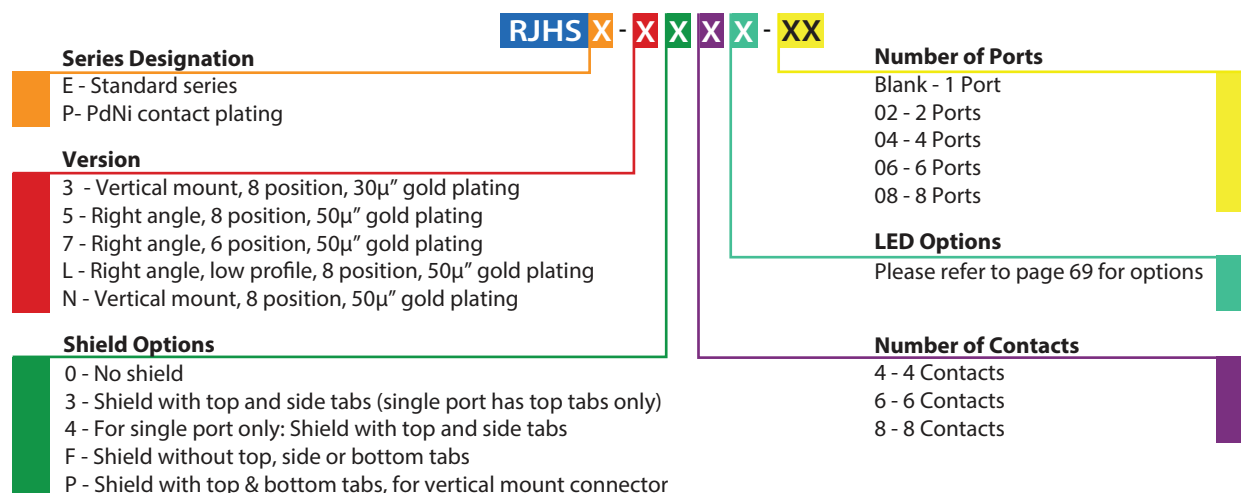 RJHS X - X X X X - XX
Series Designation
E - Standard series
P- PdNi contact plating
Version
3 - Vertical mount, 8 position, 30µ” gold plating
5 - Right angle, 8 position, 50µ” gold plating
7 - Right angle, 6 position, 50µ” gold plating
L - Right angle, low profile, 8 position, 50µ” gold plating
N - Vertical mount, 8 position, 50µ” gold plating
Shield Options
0 - No shield
3 - Shield with top and side tabs (single port has top tabs only)
4 - For single port only: Shield with top and side tabs
F - Shield without top, side or bottom tabs
P - Shield with top & bottom tabs, for vertical mount connector
Number of Ports
Blank - 1 Port
02 - 2 Ports
04 - 4 Ports
06 - 6 Ports
08 - 8 Ports
LED Options
Please refer to page 69 for options
Number of Contacts
4 - 4 Contacts
6 - 6 Contacts
8 - 8 Contacts